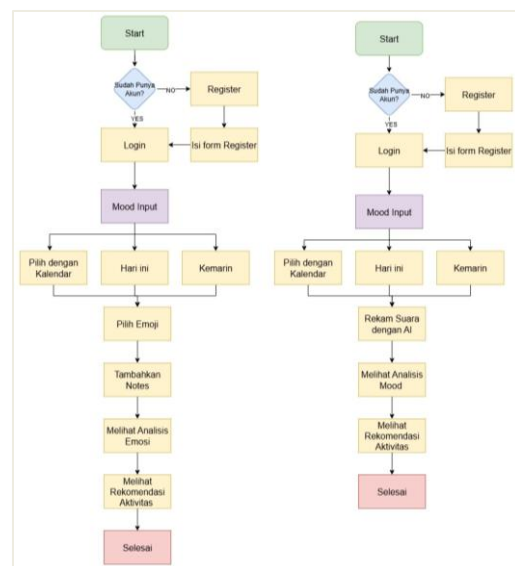 Start
Sudah Punya
Akun?
NO
Register
YES
Login
Isi form Register
Mood Input
Pilih dengan
Kalendar
Hari ini
Kemarin
Pilih Emoji
Tambahkan
Notes
Melihat Analisis
Emosi
Melihat
Rekomendasi
Aktivitas
Selesai
Start
Sudah Punya
Akun?
NO
Register
YES
Login
Isi form Register
Mood Input
Pilih dengan
Kalendar
Hari ini
Kemarin
Rekam Suara
dengan AI
Melihat Analisis
Mood
Melihat
Rekomendasi
Aktivitas
Selesai